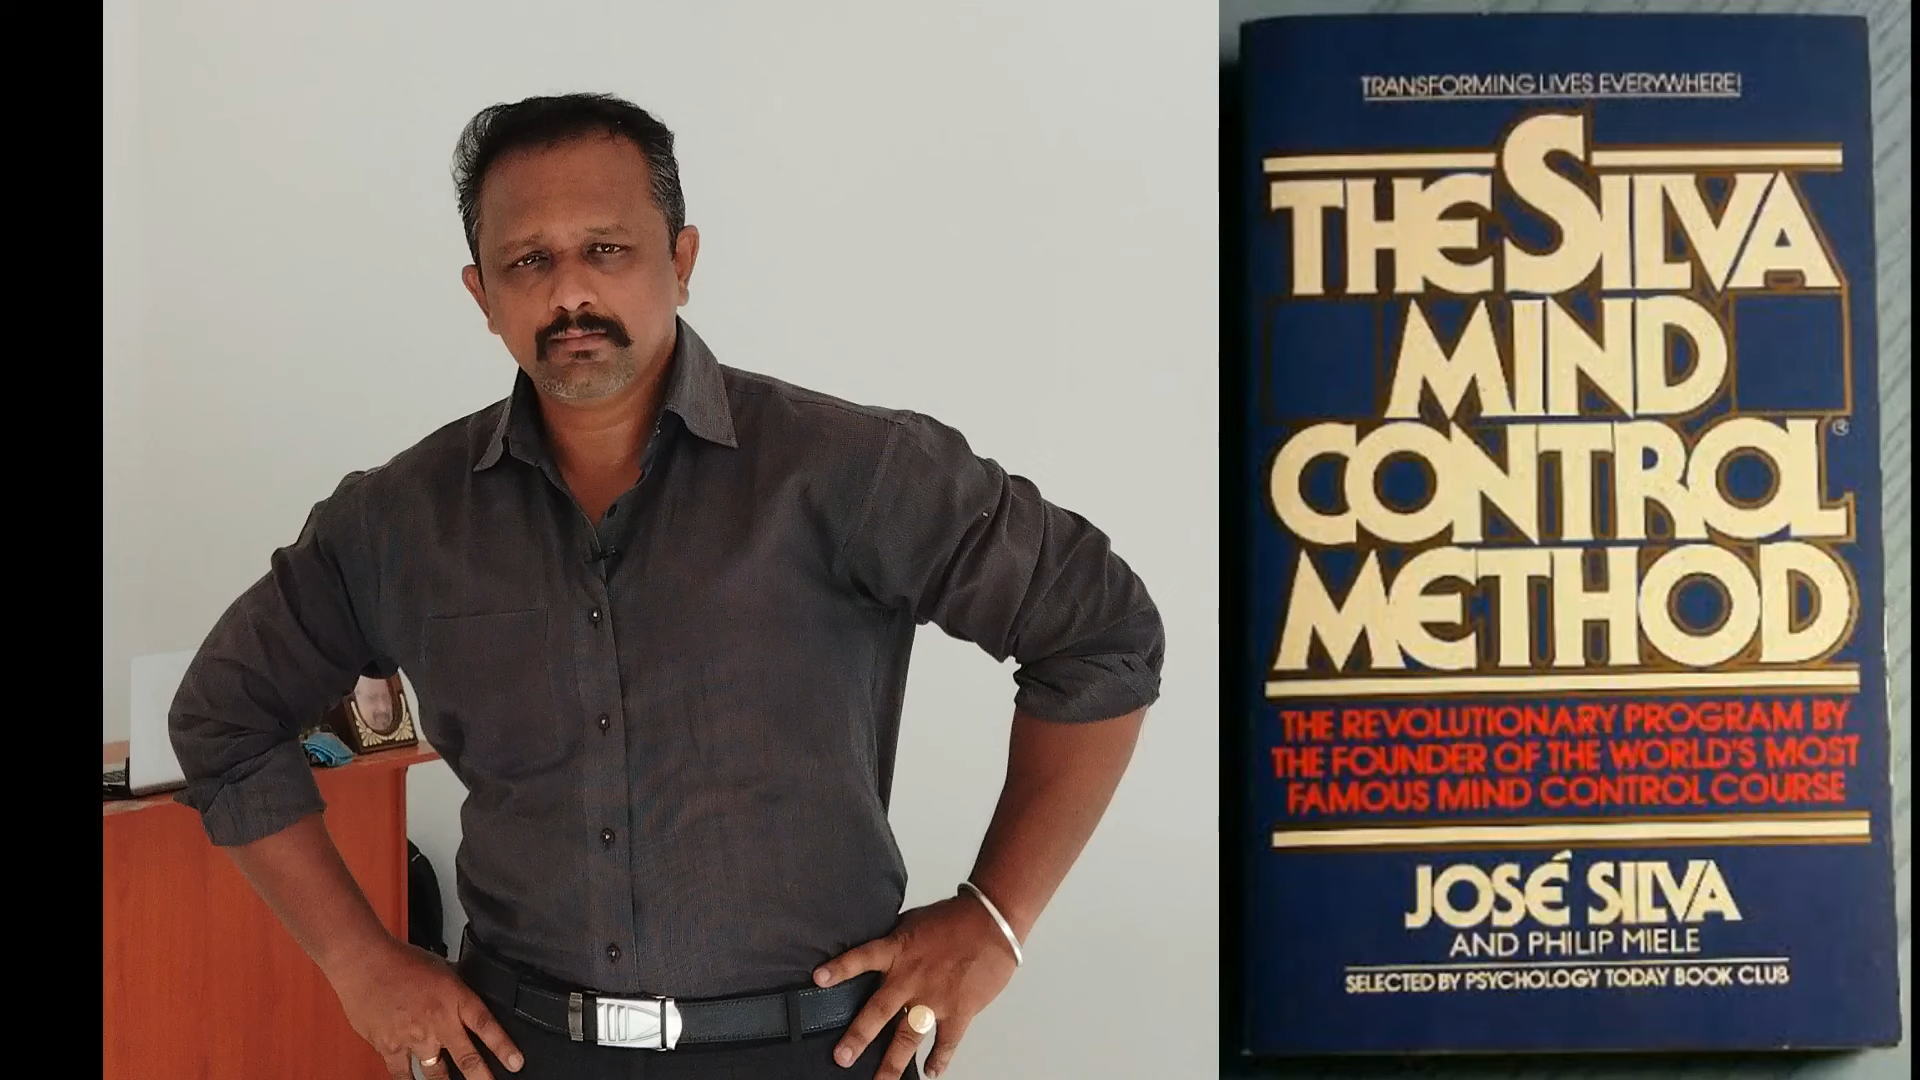 TRANSFORMING LIVES EVERYWHERE!
THE SILVA
MIND
CONTROL®
METHOD
THE REVOLUTIONARY PROGRAM BY
THE FOUNDER OF THE WORLD'S MOST
FAMOUS MIND CONTROL COURSE
JOSÉ SILVA
AND PHILIP MIELE
SELECTED BY PSYCHOLOGY TODAY BOOK CLUB